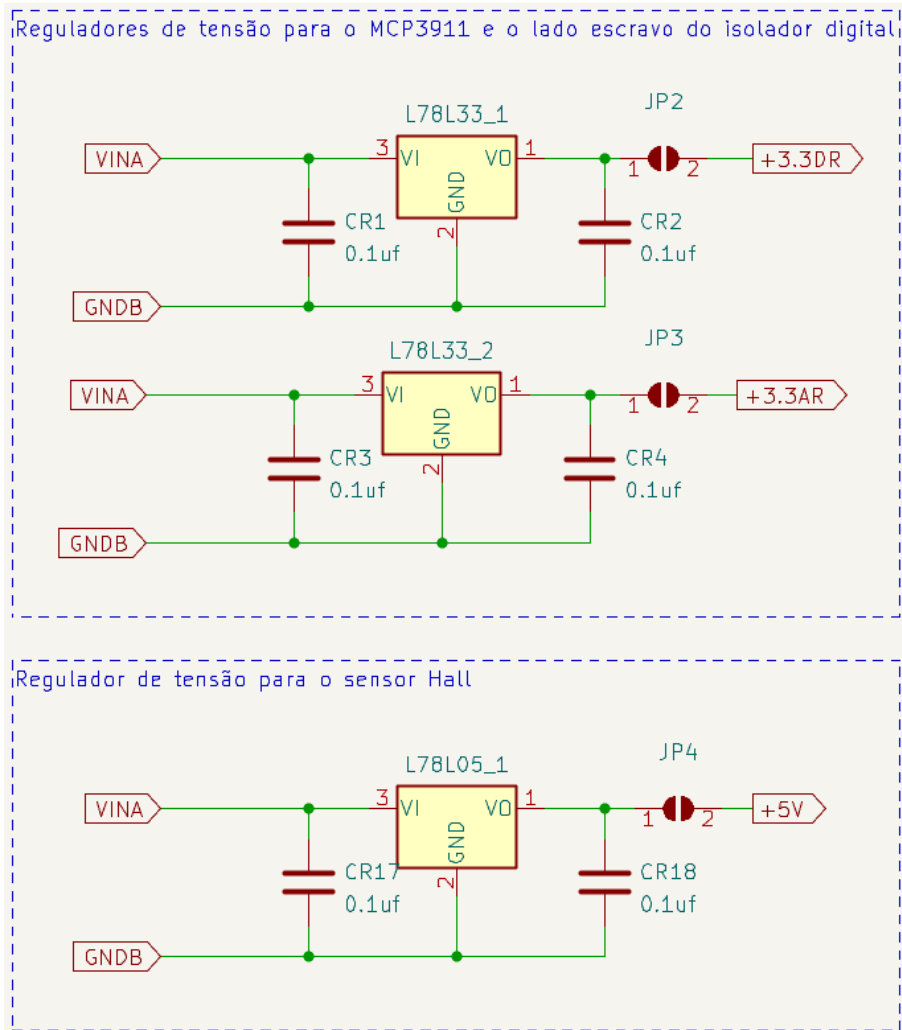 Reguladores de tensão para o MCP3911 e o lado escravo do isolador digital
JP2
L78L33_1
VINA
3
VI
VO
1
1
2
+3.3DR
GND
2
CR1
0.1uf
CR2
0.1uf
GNDB
JP3
L78L33_2
VINA
3
VI
VO
1
1
2
+3.3AR
GND
2
CR3
0.1uf
CR4
0.1uf
GNDB
Regulador de tensão para o sensor Hall
JP4
L78L05_1
VINA
3
VI
VO
1
1
2
+5V
GND
2
CR17
0.1uf
CR18
0.1uf
GNDB